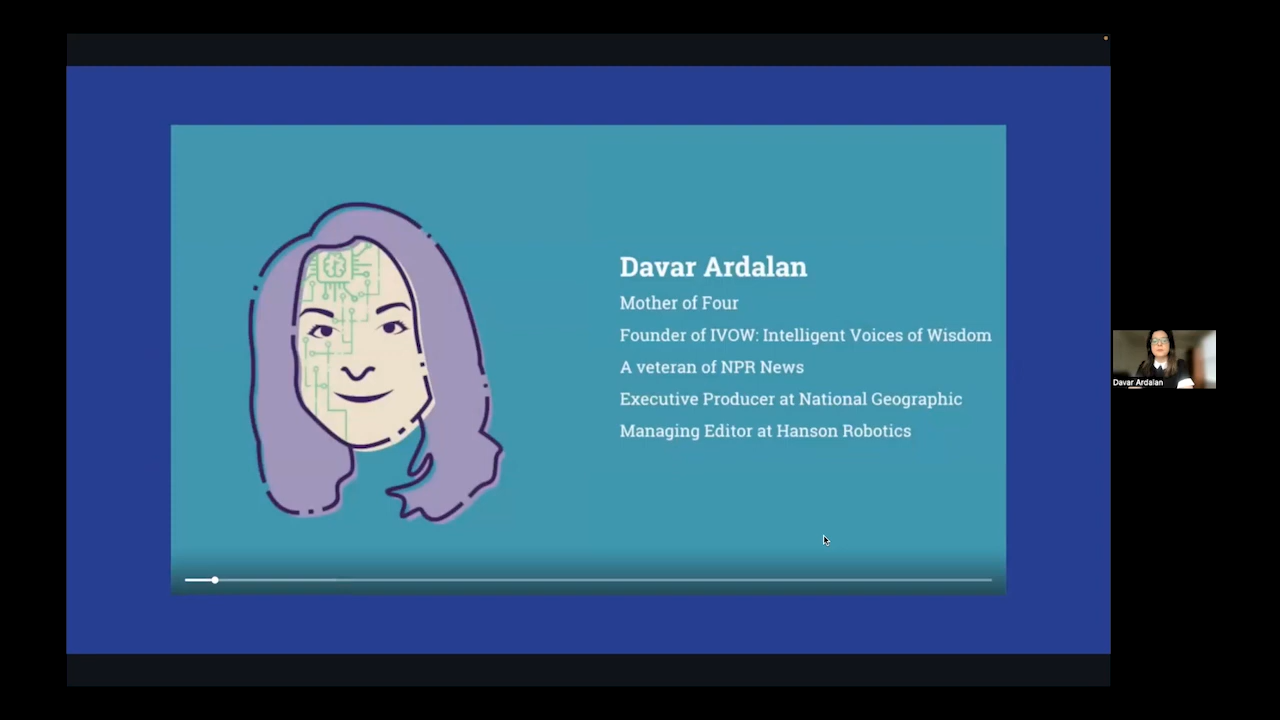 Davar Ardalan
Mother of Four
Founder of IVOW: Intelligent Voices of Wisdom
A veteran of NPR News
Executive Producer at National Geographic
Managing Editor at Hanson Robotics
Davar Ardalan